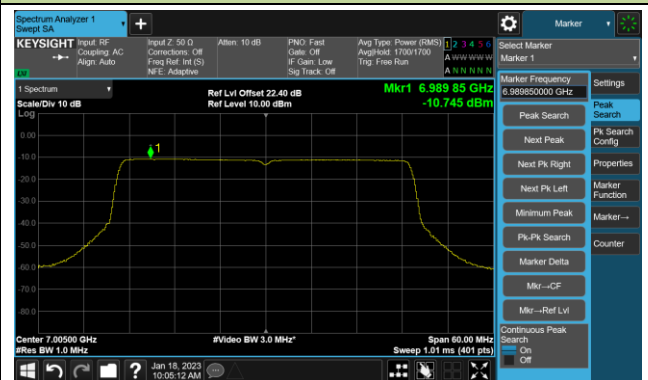 Spectrum Analyzer 1
Swept SA
+
Marker
KEYSIGHT
Input: RF
Coupling: AC
Align: Auto
Input Z: 50 Ω
Corrections: Off
Freq Ref: Int (S)
NFE: Adaptive
Atten: 10 dB
PNO: Fast
Gate: Off
IF Gain: Low
Sig Track: Off
Avg Type: Power (RMS)
Avg|Hold: 1700/1700
Trig: Free Run
1 2 3 4 5 6
A W W W W W
A N N N N N
Select Marker
Marker 1
1 Spectrum
Scale/Div 10 dB
Log
Ref Lvl Offset 22.40 dB
Ref Level 10.00 dBm
Mkr1 6.989 85 GHz
-10.745 dBm
1
0.00
-10.0
-20.0
-30.0
-40.0
-50.0
-60.0
-70.0
-80.0
Center 7.00500 GHz
#Res BW 1.0 MHz
#Video BW 3.0 MHz*
Span 60.00 MHz
Sweep 1.01 ms (401 pts)
Marker Frequency
6.989850000 GHz
Peak Search
Next Peak
Next Pk Right
Next Pk Left
Minimum Peak
Pk-Pk Search
Marker Delta
Mkr→CF
Mkr→Ref Lvl
Continuous Peak
Search
On
Off
Settings
Peak
Search
Pk Search
Config
Properties
Marker
Function
Marker→
Counter
?
Jan 18, 2023
10:05:12 AM